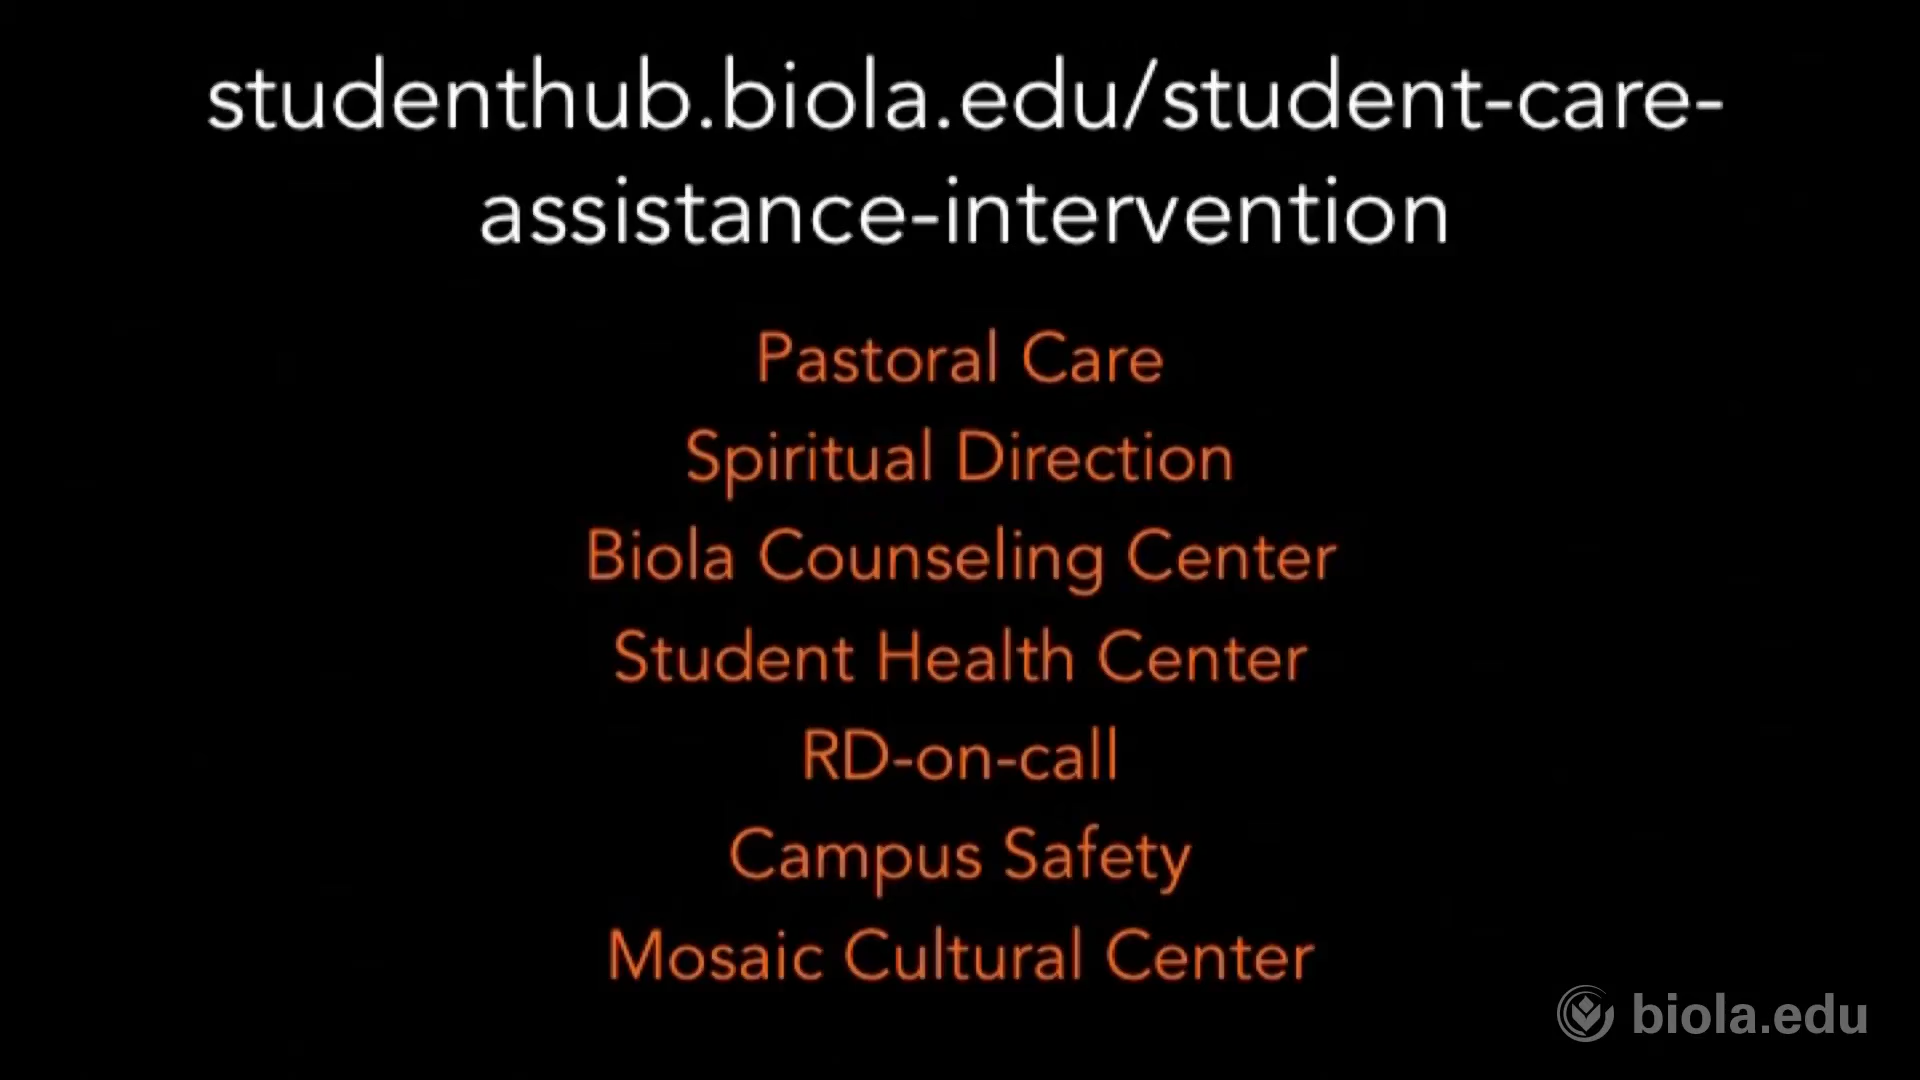 studenthub.biola.edu/student-care-
assistance-intervention
Pastoral Care
Spiritual Direction
Biola Counseling Center
Student Health Center
RD-on-call
Campus Safety
Mosaic Cultural Center
biola.edu